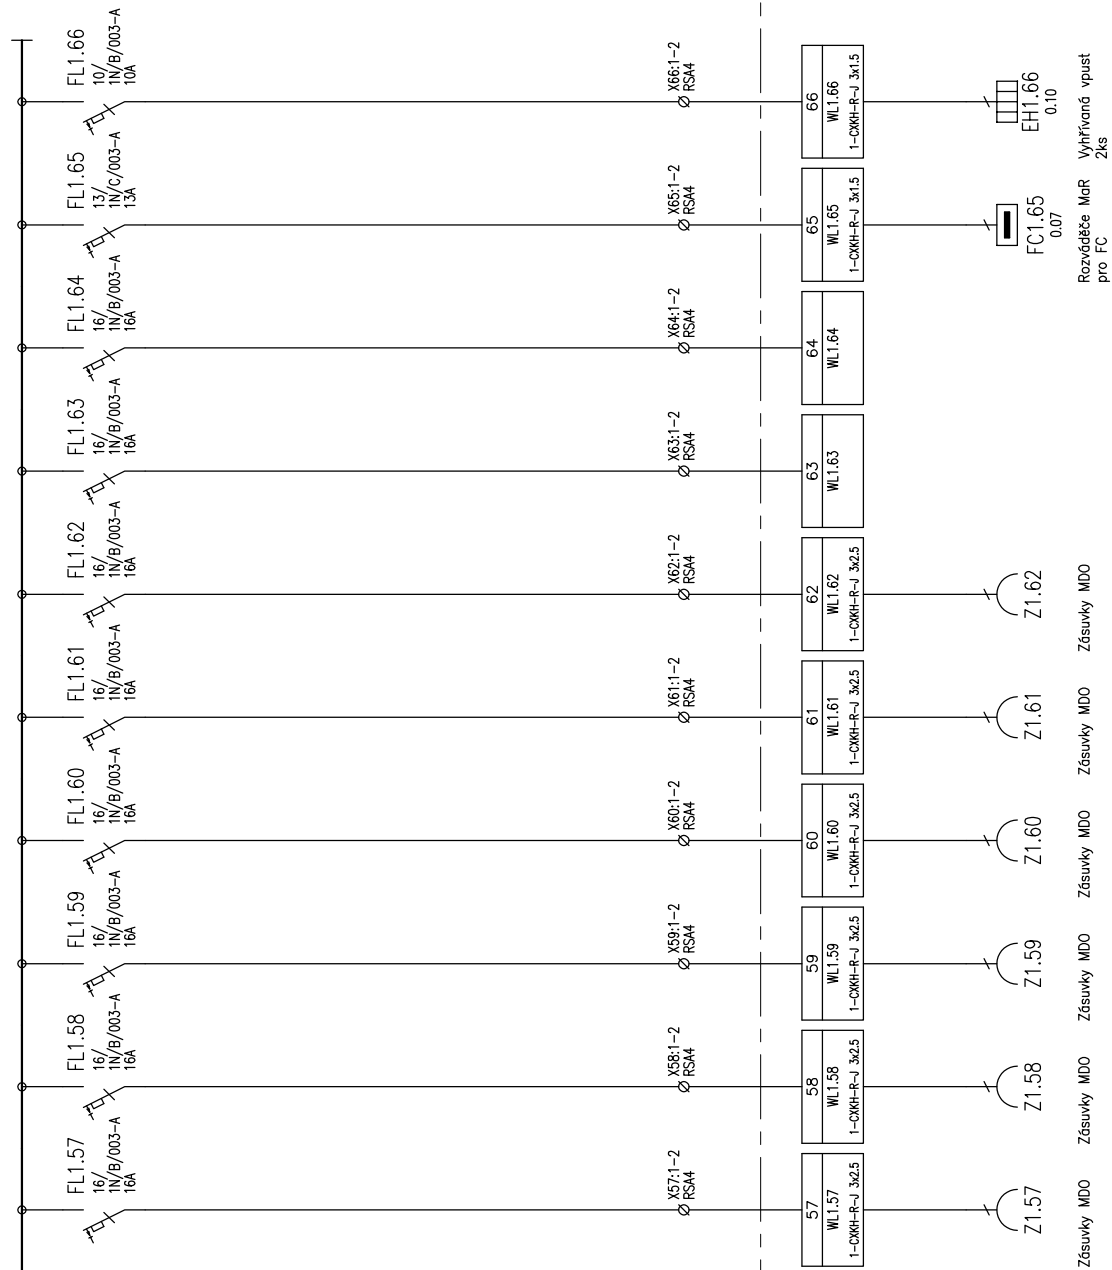 FL1.57
16/
1N/B/003-A
16A
X57:1-2
RSA4
57
WL1.57
1-CXKH-R-J 3x2.5
Z1.57
Zásuvky MDO
FL1.58
16/
1N/B/003-A
16A
X58:1-2
RSA4
58
WL1.58
1-CXKH-R-J 3x2.5
Z1.58
Zásuvky MDO
FL1.59
16/
1N/B/003-A
16A
X59:1-2
RSA4
59
WL1.59
1-CXKH-R-J 3x2.5
Z1.59
Zásuvky MDO
FL1.60
16/
1N/B/003-A
16A
X60:1-2
RSA4
60
WL1.60
1-CXKH-R-J 3x2.5
Z1.60
Zásuvky MDO
FL1.61
16/
1N/B/003-A
16A
X61:1-2
RSA4
61
WL1.61
1-CXKH-R-J 3x2.5
Z1.61
Zásuvky MDO
FL1.62
16/
1N/B/003-A
16A
X62:1-2
RSA4
62
WL1.62
1-CXKH-R-J 3x2.5
Z1.62
Zásuvky MDO
FL1.63
16/
1N/B/003-A
16A
X63:1-2
RSA4
63
WL1.63
FL1.64
16/
1N/B/003-A
16A
X64:1-2
RSA4
64
WL1.64
FL1.65
13/
1N/C/003-A
13A
X65:1-2
RSA4
65
WL1.65
1-CXKH-R-J 3x1.5
FC1.65
0.07
Rozváděče MaR
pro FC
FL1.66
10/
1N/B/003-A
10A
X66:1-2
RSA4
66
WL1.66
1-CXKH-R-J 3x1.5
EH1.66
0.10
Vyhřívaná vpust
2ks